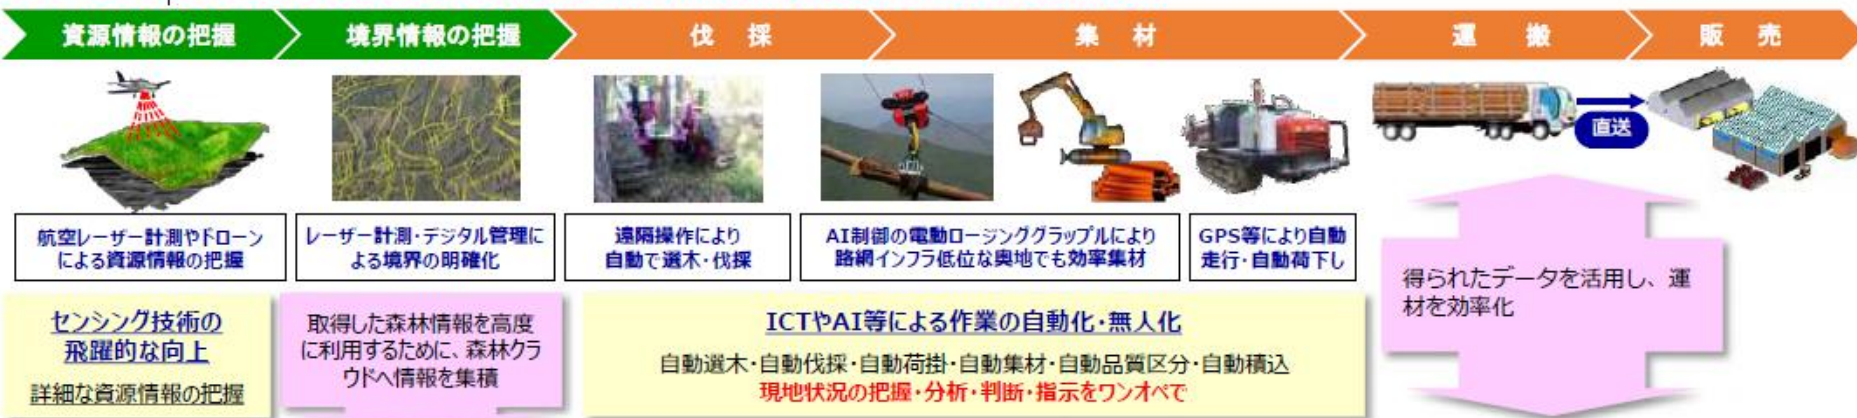 資源情報の把握
境界情報の把握
伐 採
集 材
運 搬
販 売
直送
航空レーザー計測やドローン
による資源情報の把握
レーザー計測・デジタル管理に
よる境界の明確化
遠隔操作により
自動で選木・伐採
AI制御の電動ロージンググラップルにより
路網インフラ低位な奥地でも効率集材
GPS等により自動
走行・自動荷下し
得られたデータを活用し、運
材を効率化
センシング技術の
飛躍的な向上
詳細な資源情報の把握
取得した森林情報を高度
に利用するために、森林クラ
ウドへ情報を集積
ICTやAI等による作業の自動化・無人化
自動選木・自動伐採・自動荷掛・自動集材・自動品質区分・自動積込
現地状況の把握・分析・判断・指示をワンオペで